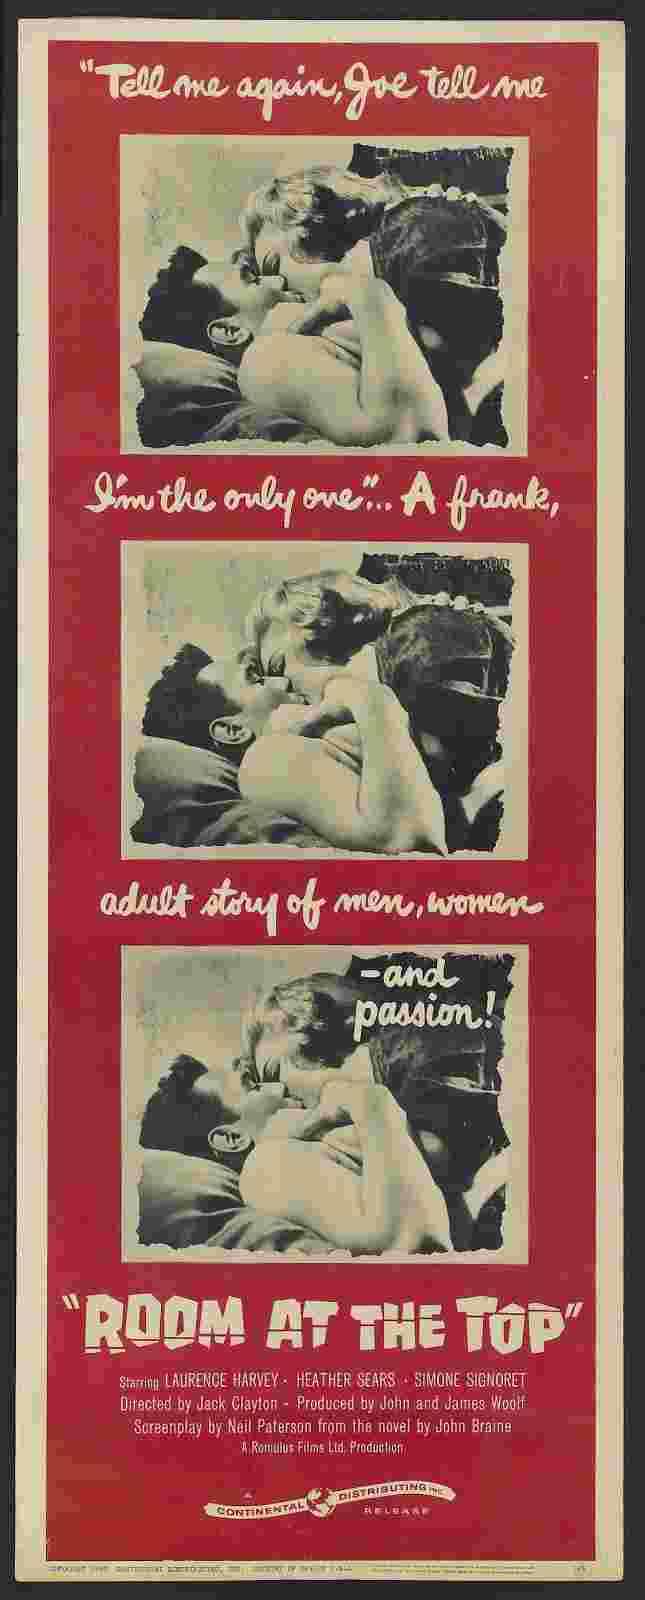 "Tell me again, Joe tell me
I'm the only one"... A frank,
adult story of men, women
-and
passion!
"ROOM AT THE TOP"
Starring LAURENCE HARVEY · HEATHER SEARS · SIMONE SIGNORET
Directed by Jack Clayton - Produced by John and James Woolf
Screenplay by Neil Paterson from the novel by John Braine
A Romulus Films Ltd. Production
A
CONTINENTAL DISTRIBUTING INC.
RELEASE